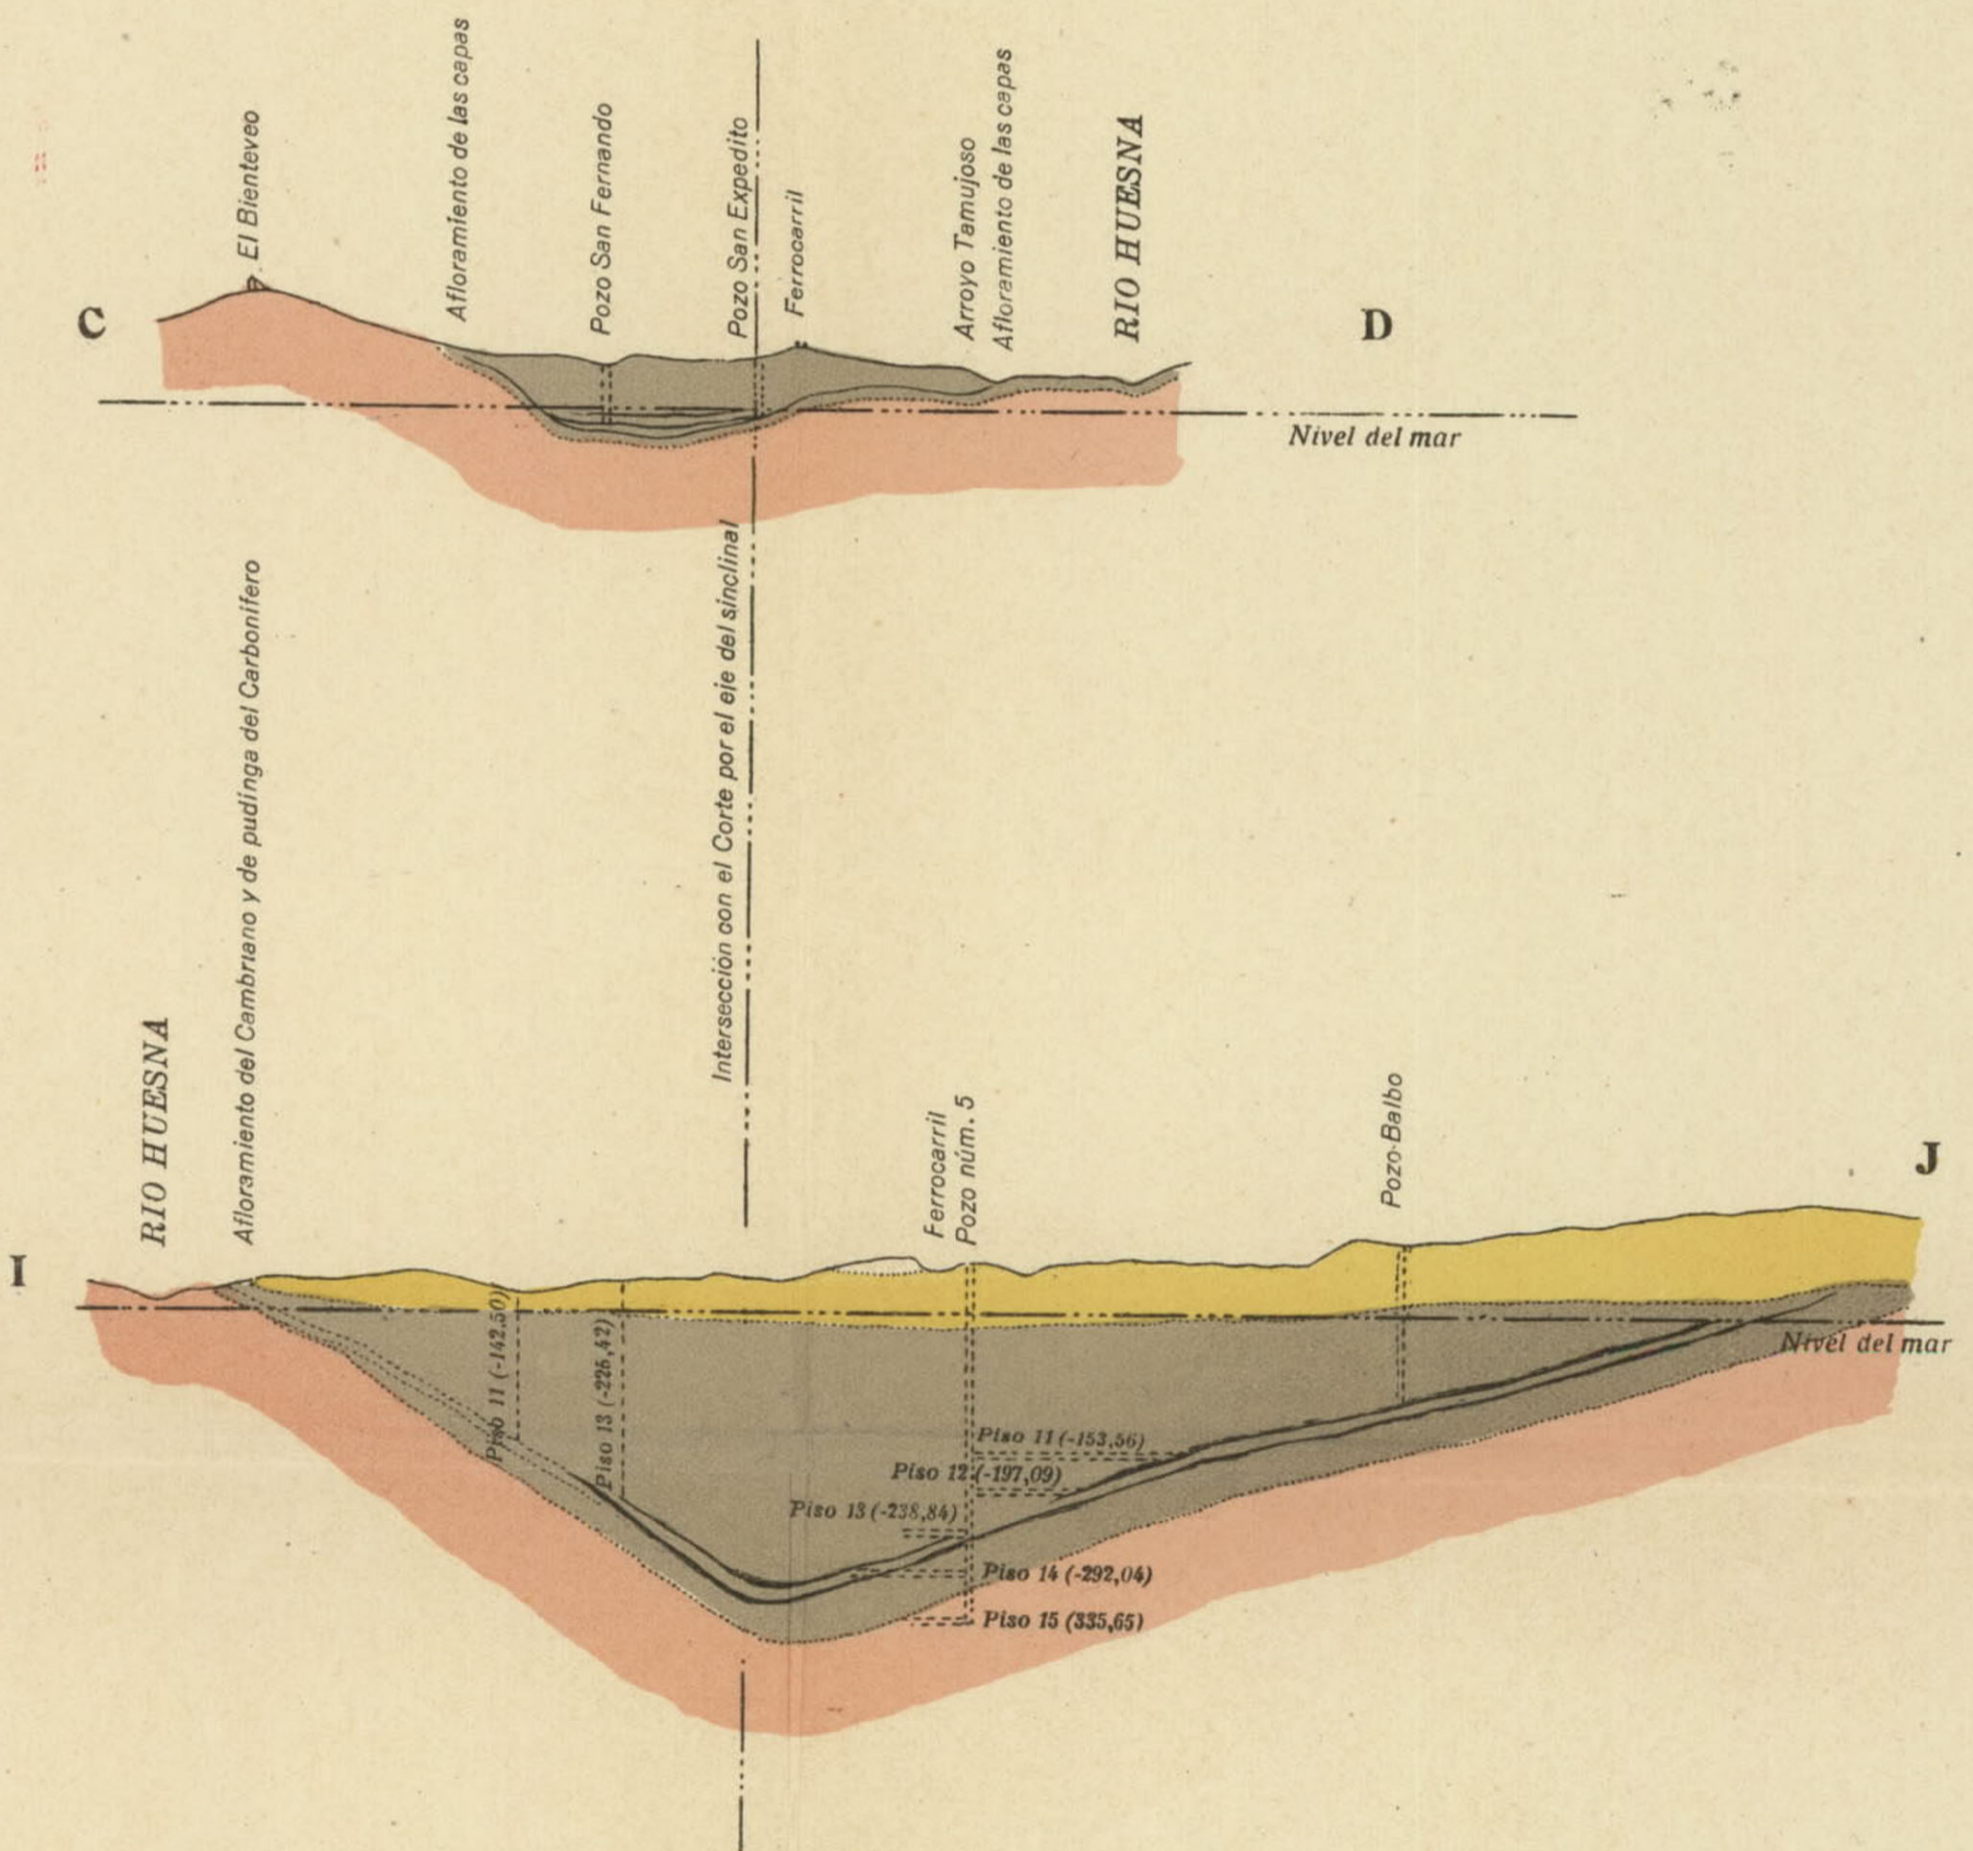 El Bienteveo
Afloramiento de las capas
Pozo San Fernando
Pozo San Expedito
Ferrocarril
Arroyo Tamujoso
Afloramiento de las capas
RIO HUESNA
C
D
Nivel del mar
Intersección con el Corte por el eje del sinclinal
RIO HUESNA
Afloramiento del Cambriano y de pudinga del Carbonífero
Ferrocarril
Pozo núm. 5
Pozo-Balbo
I
J
Nivel del mar
Piso 11 (-142,50)
Piso 13 (-225,42)
Piso 11 (-153,56)
Piso 12 (-197,09)
Piso 13 (-238,84)
Piso 14 (-292,04)
Piso 15 (335,65)